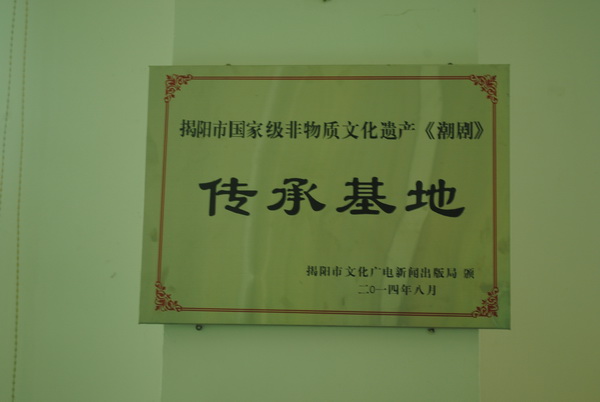 揭阳市国家级非物质文化遗产《潮剧》
传承基地
揭阳市文化广电新闻出版局 颁
二0一四年八月